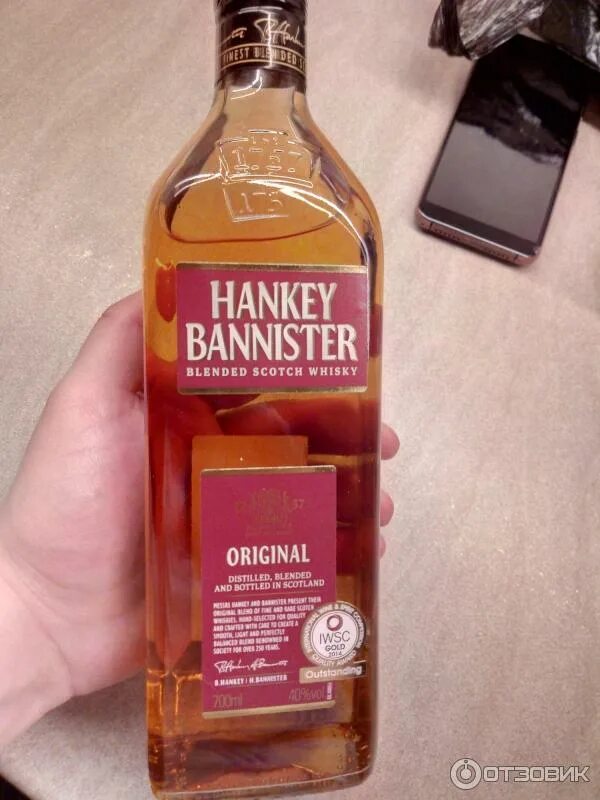 FINEST BLENDED
1757
HANKEY
BANNISTER
BLENDED SCOTCH WHISKY
ORIGINAL
DISTILLED, BLENDED
AND BOTTLED IN SCOTLAND
MESSRS HANKEY AND BANNISTER PRESENT THEIR
ORIGINAL BLEND OF FINE AND RARE SCOTCH
WHISKIES. HAND-SELECTED FOR QUALITY
AND CRAFTED WITH CARE TO CREATE A
SMOOTH, LIGHT AND PERFECTLY
BALANCED BLEND RENOWNED IN
SOCIETY FOR OVER 250 YEARS.
B.HANKEY | H.BANNISTER
700ml 40%vol
IWSC
GOLD
2014
Outstanding
ОТЗОВИК